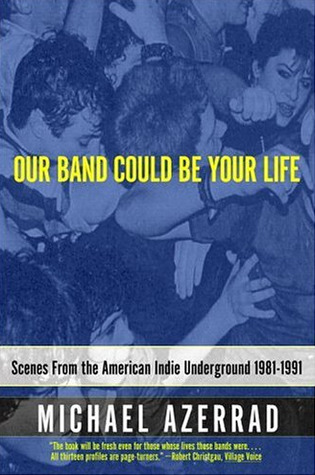 OUR BAND COULD BE YOUR LIFE
Scenes From the American Indie Underground 1981-1991
MICHAEL AZERRAD
"The book will be fresh even for those whose lives those bands were. . . .
All thirteen profiles are page-turners." —Robert Christgau, Village Voice